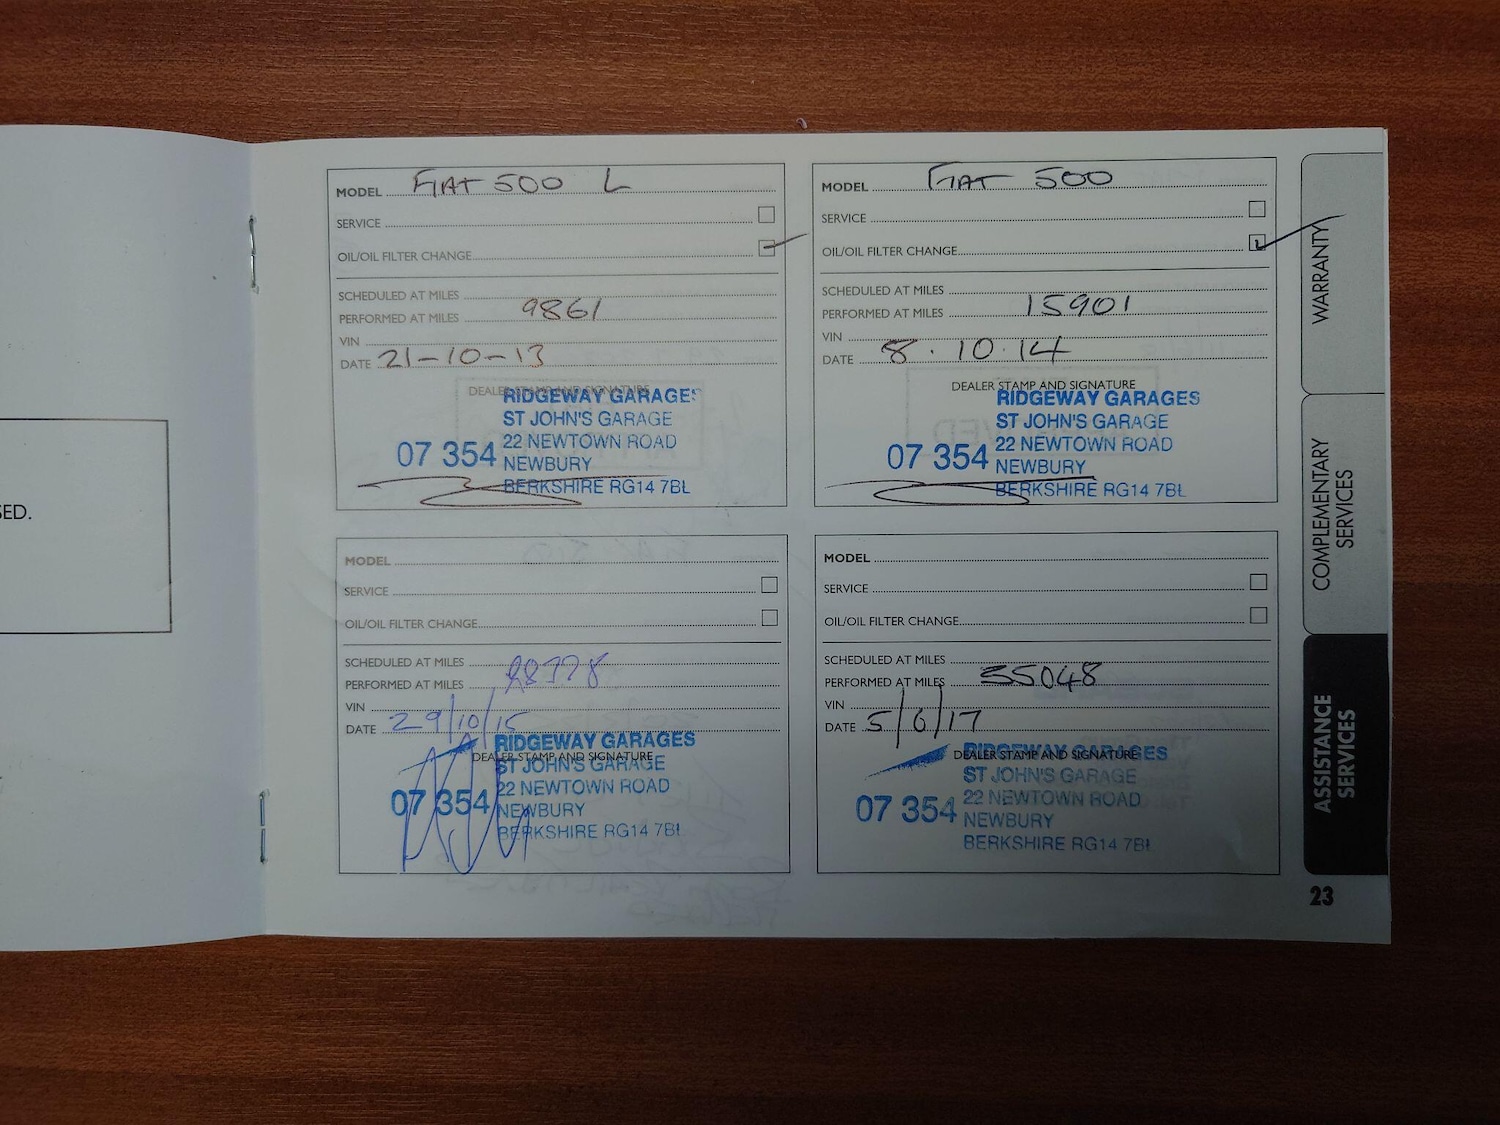 SED.
MODEL FIAT 500 L
SERVICE
OIL/OIL FILTER CHANGE
SCHEDULED AT MILES
PERFORMED AT MILES 9861
VIN
DATE 21-10-13
DEALER STAMP AND SIGNATURE
RIDGEWAY GARAGES
ST JOHN'S GARAGE
22 NEWTOWN ROAD
07 354
NEWBURY
BERKSHIRE RG14 7BL
MODEL FIAT 500
SERVICE
OIL/OIL FILTER CHANGE
SCHEDULED AT MILES
PERFORMED AT MILES 15901
VIN
DATE 8.10.14
DEALER STAMP AND SIGNATURE
RIDGEWAY GARAGES
ST JOHN'S GARAGE
22 NEWTOWN ROAD
07 354
NEWBURY
BERKSHIRE RG14 7BL
MODEL
SERVICE
OIL/OIL FILTER CHANGE
SCHEDULED AT MILES
PERFORMED AT MILES
VIN
DATE 29/10/15
RIDGEWAY GARAGES
DEALER STAMP AND SIGNATURE
ST JOHN'S GARAGE
22 NEWTOWN ROAD
07 354
NEWBURY
BERKSHIRE RG14 7BL
MODEL
SERVICE
OIL/OIL FILTER CHANGE
SCHEDULED AT MILES
PERFORMED AT MILES 35048
VIN
DATE 5/6/17
RIDGEWAY GARAGES
DEALER STAMP AND SIGNATURE
ST JOHN'S GARAGE
22 NEWTOWN ROAD
07 354
NEWBURY
BERKSHIRE RG14 7BL
WARRANTY
COMPLEMENTARY
SERVICES
ASSISTANCE
SERVICES
23